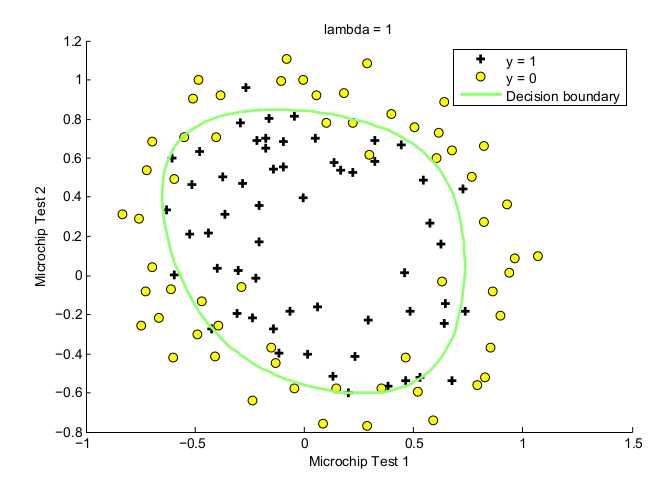 lambda = 1
1.2
1
0.8
0.6
0.4
0.2
0
−0.2
−0.4
−0.6
−0.8
Microchip Test 2
y = 1
y = 0
Decision boundary
−1
−0.5
0
0.5
1
1.5
Microchip Test 1